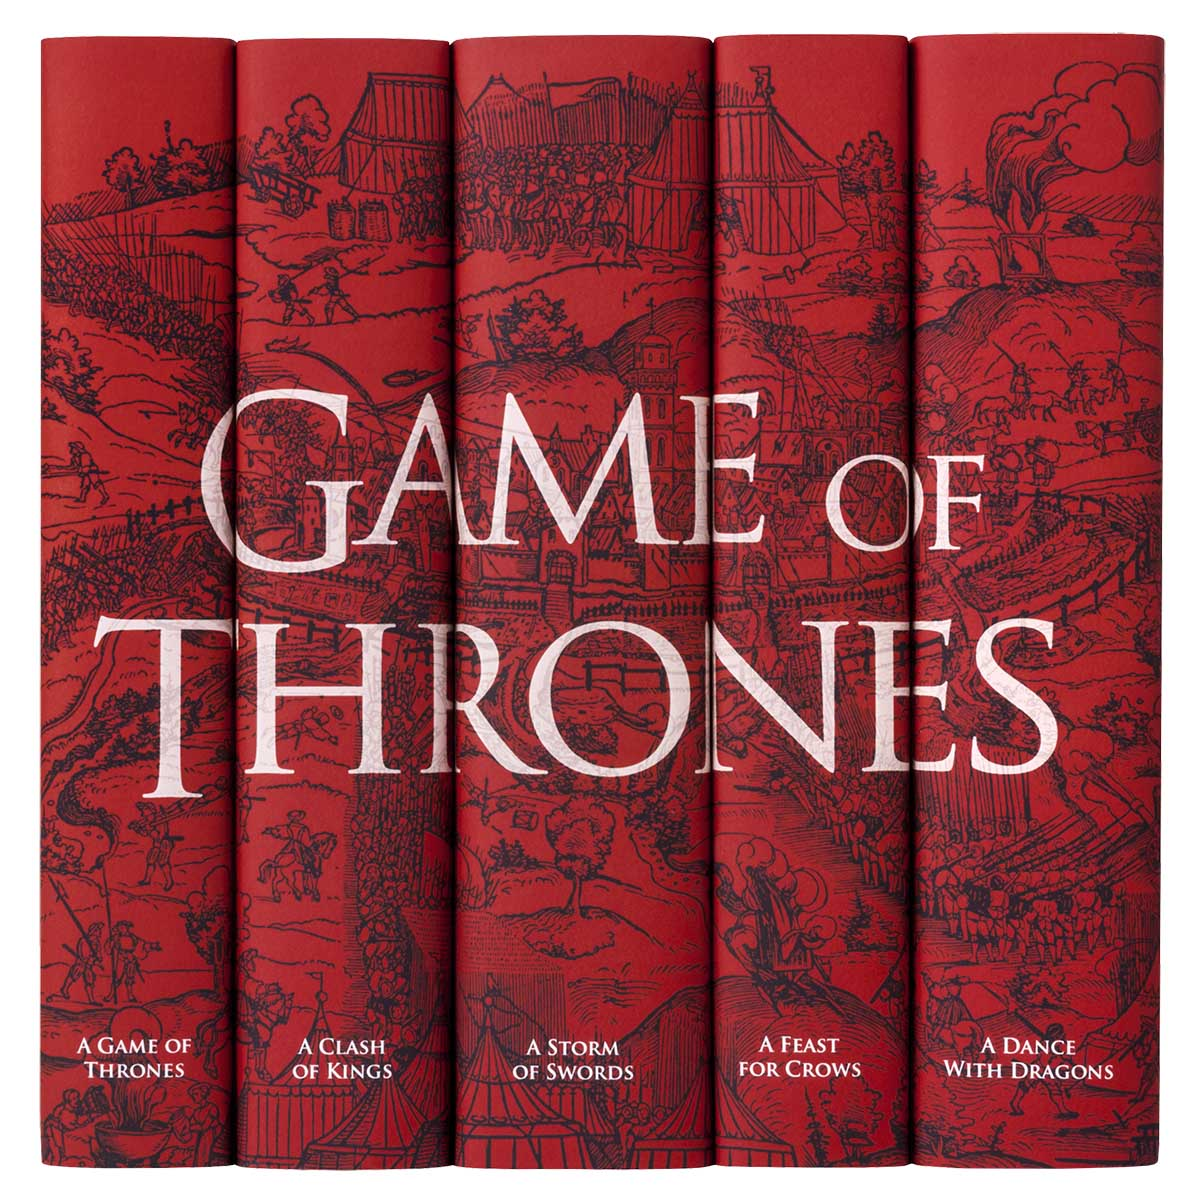 GAME OF
THRONES
A GAME OF
THRONES
A CLASH
OF KINGS
A STORM
OF SWORDS
A FEAST
FOR CROWS
A DANCE
WITH DRAGONS